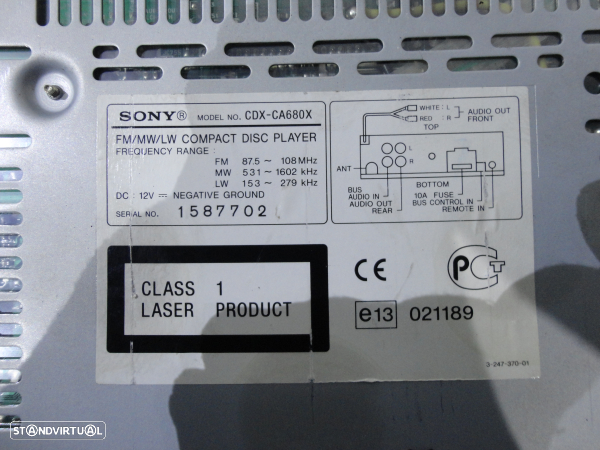 SONY® MODEL NO. CDX-CA680X
FM/MW/LW COMPACT DISC PLAYER
FREQUENCY RANGE :
FM 87.5 ~ 108 MHz
MW 531 ~ 1602 kHz
LW 153 ~ 279 kHz
DC : 12V ⎓ NEGATIVE GROUND
SERIAL NO. 1587702
WHITE : L
RED : R
AUDIO OUT
FRONT
TOP
ANT
L
R
BUS
AUDIO IN
AUDIO OUT
REAR
BOTTOM
10A FUSE
BUS CONTROL IN
REMOTE IN
CLASS 1
LASER PRODUCT
CE
PCT
e13 021189
3-247-370-01
STANDVIRTUAL